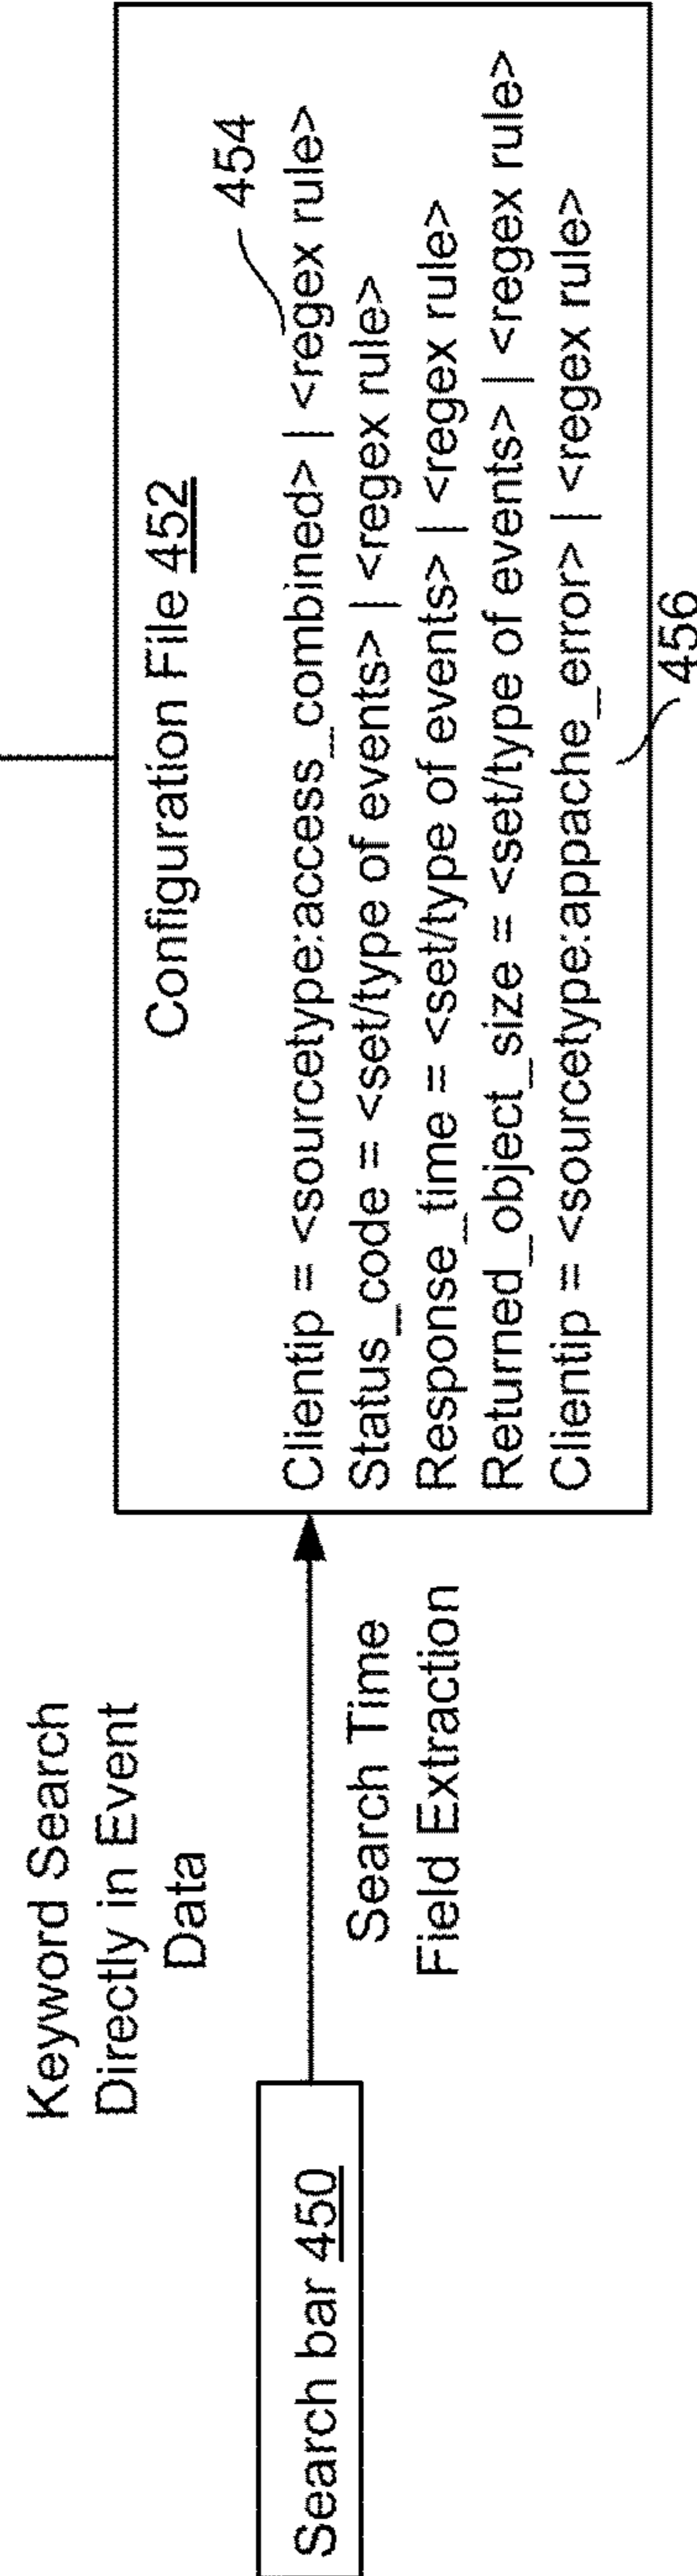 Keyword Search
Directly in Event
Data
Search bar 450
Search Time
Field Extraction
Configuration File 452
454
Clientip = <sourcetype:access_combined> | <regex rule>
Status_code = <set/type of events> | <regex rule>
Response_time = <set/type of events> | <regex rule>
Returned_object_size = <set/type of events> | <regex rule>
Clientip = <sourcetype:appache_error> | <regex rule>
456